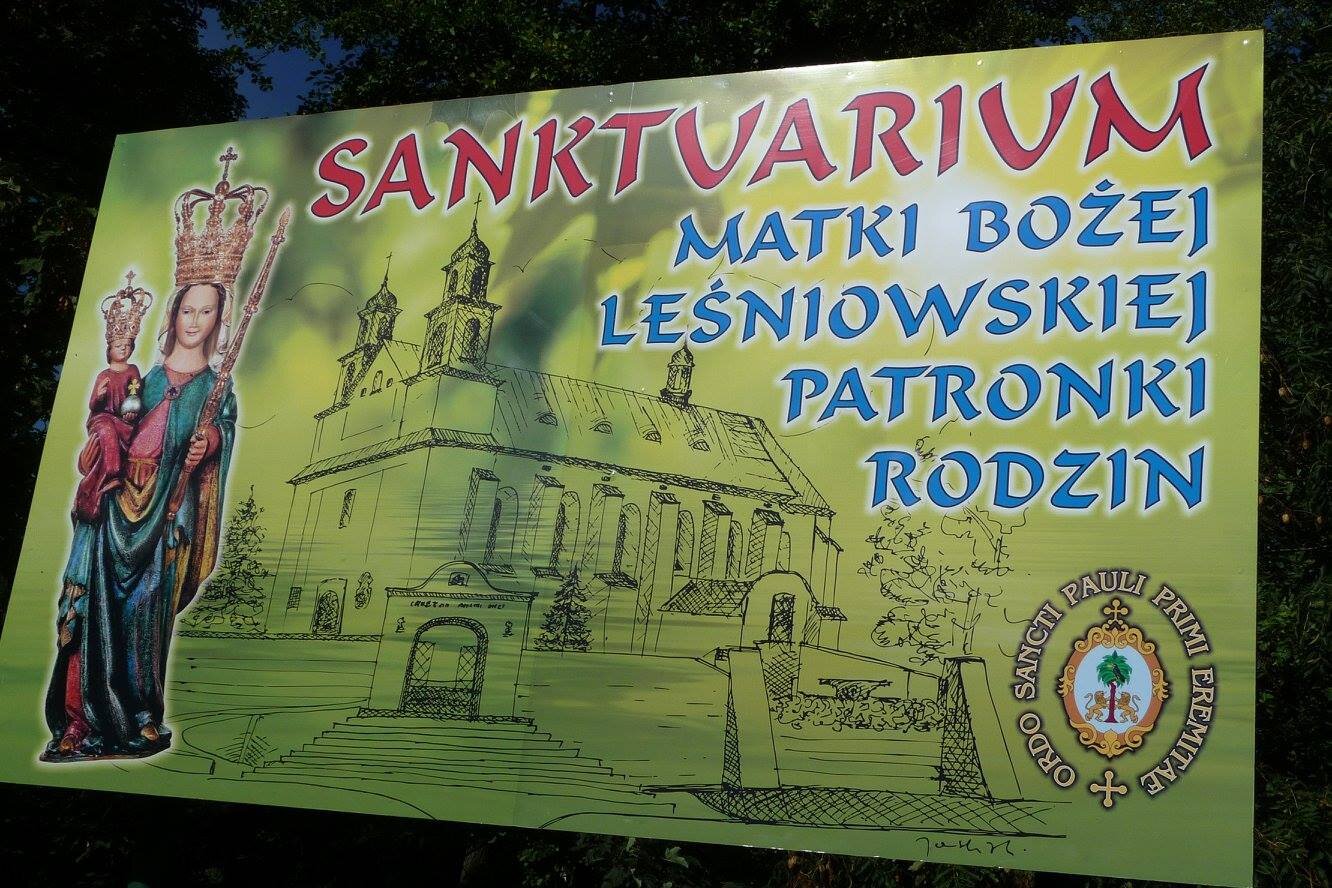 SANKTUARIUM
MATKI BOŻEJ
LEŚNIOWSKIEJ
PATRONKI
RODZIN
ORDO SANCTI PAULI PRIMI EREMITAE